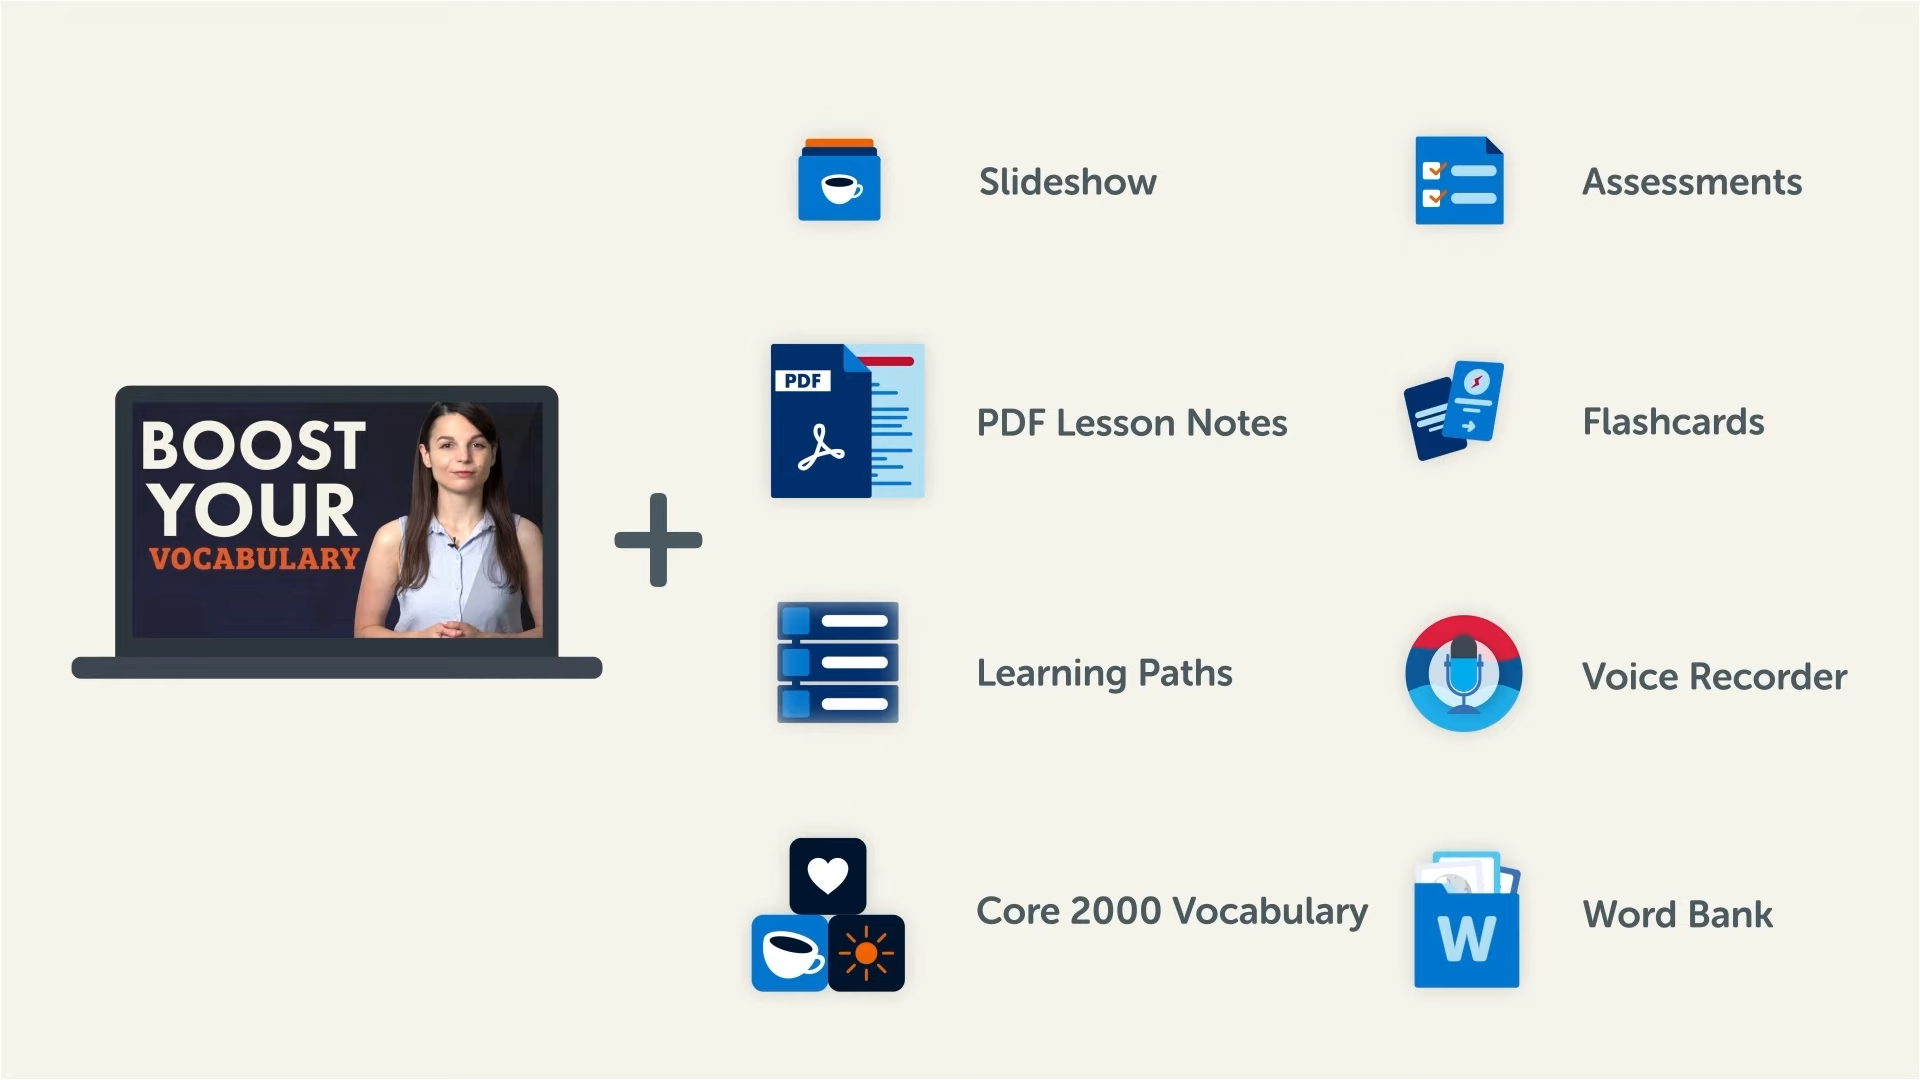 BOOST
YOUR
VOCABULARY
Slideshow
PDF
PDF Lesson Notes
Learning Paths
Core 2000 Vocabulary
Assessments
Flashcards
Voice Recorder
W
Word Bank